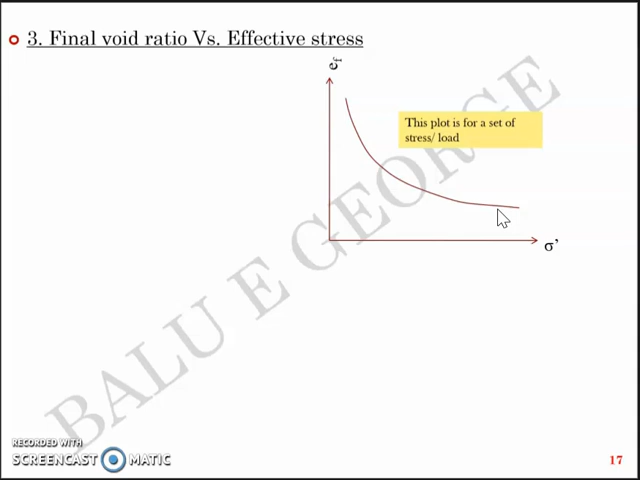 3. Final void ratio Vs. Effective stress
ef
This plot is for a set of
stress/ load
σ'
BALU E GEORGE
RECORDED WITH
SCREENCAST MATIC
17